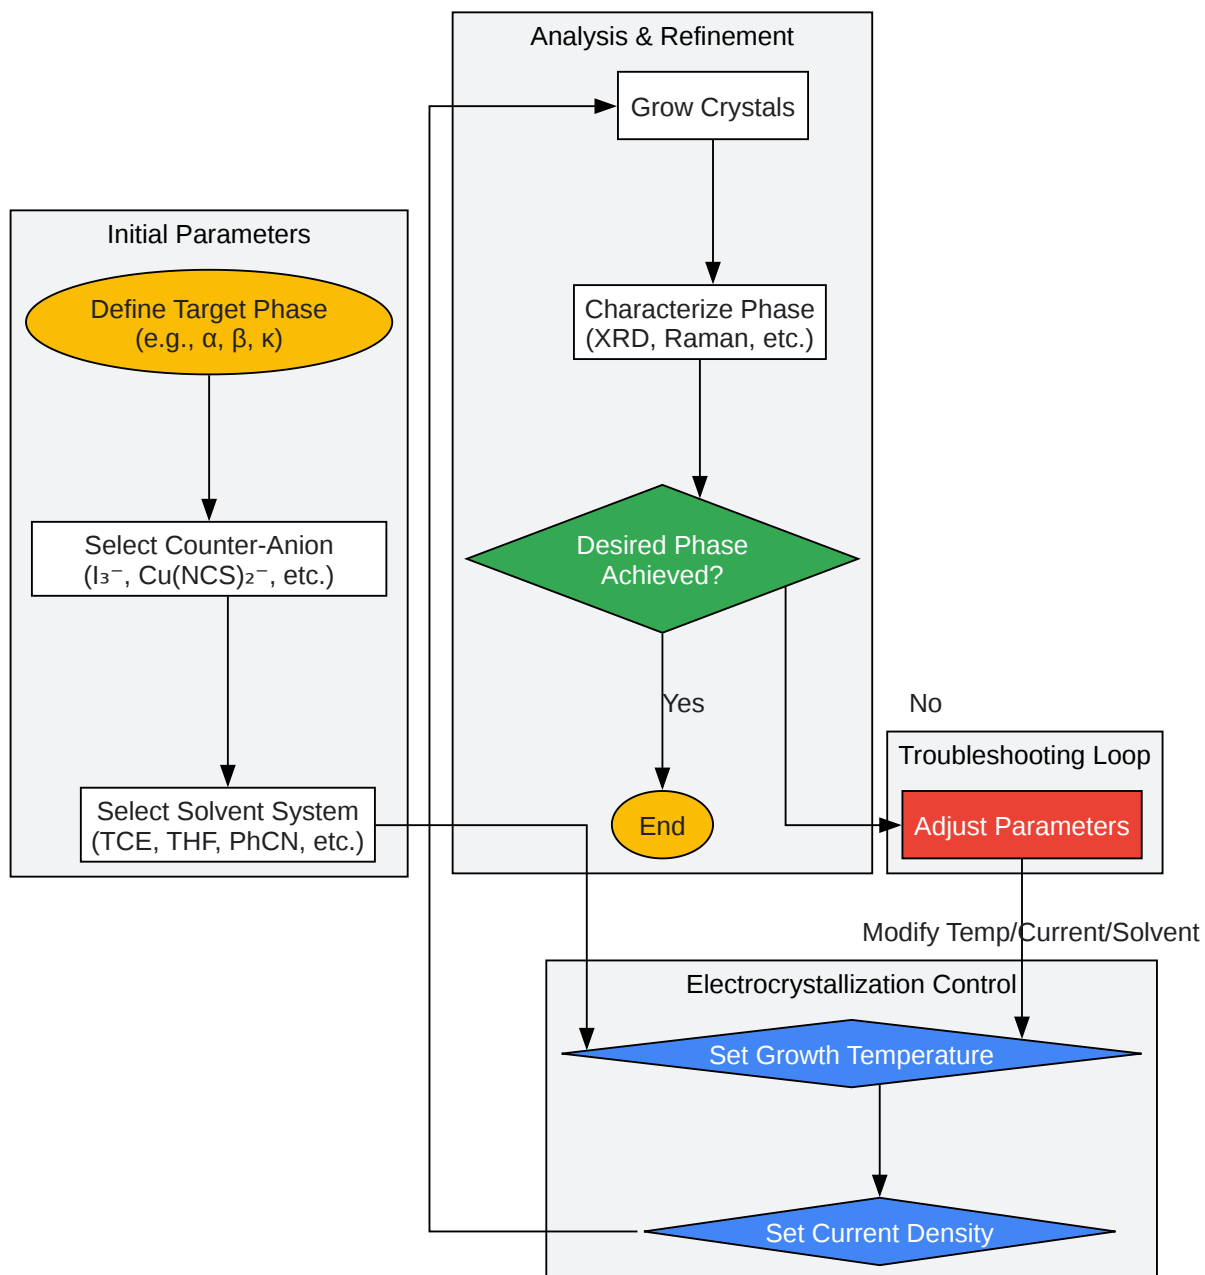 Analysis & Refinement
Grow Crystals
Initial Parameters
Define Target Phase
(e.g., α, β, κ)
Characterize Phase
(XRD, Raman, etc.)
Select Counter-Anion
(I₃⁻, Cu(NCS)₂⁻, etc.)
Desired Phase
Achieved?
Yes
No
Troubleshooting Loop
Select Solvent System
(TCE, THF, PhCN, etc.)
End
Adjust Parameters
Modify Temp/Current/Solvent
Electrocrystallization Control
Set Growth Temperature
Set Current Density